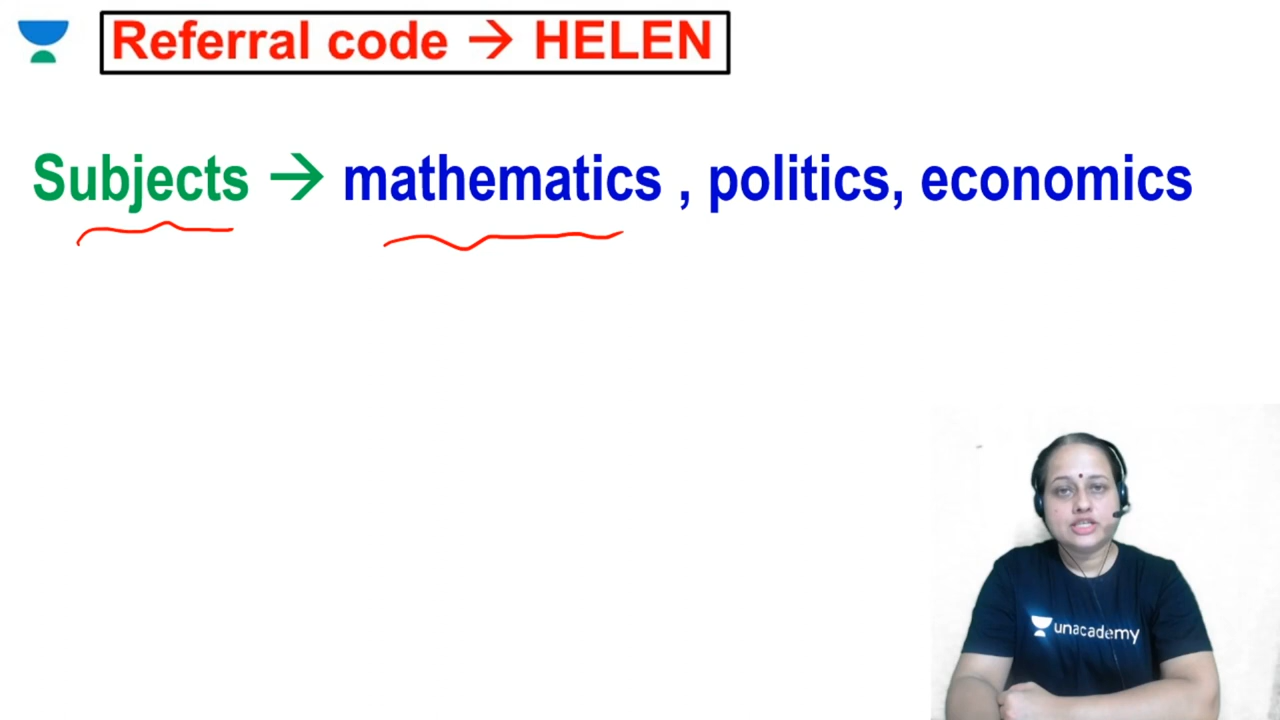 Referral code → HELEN
Subjects → mathematics , politics, economics
unacademy